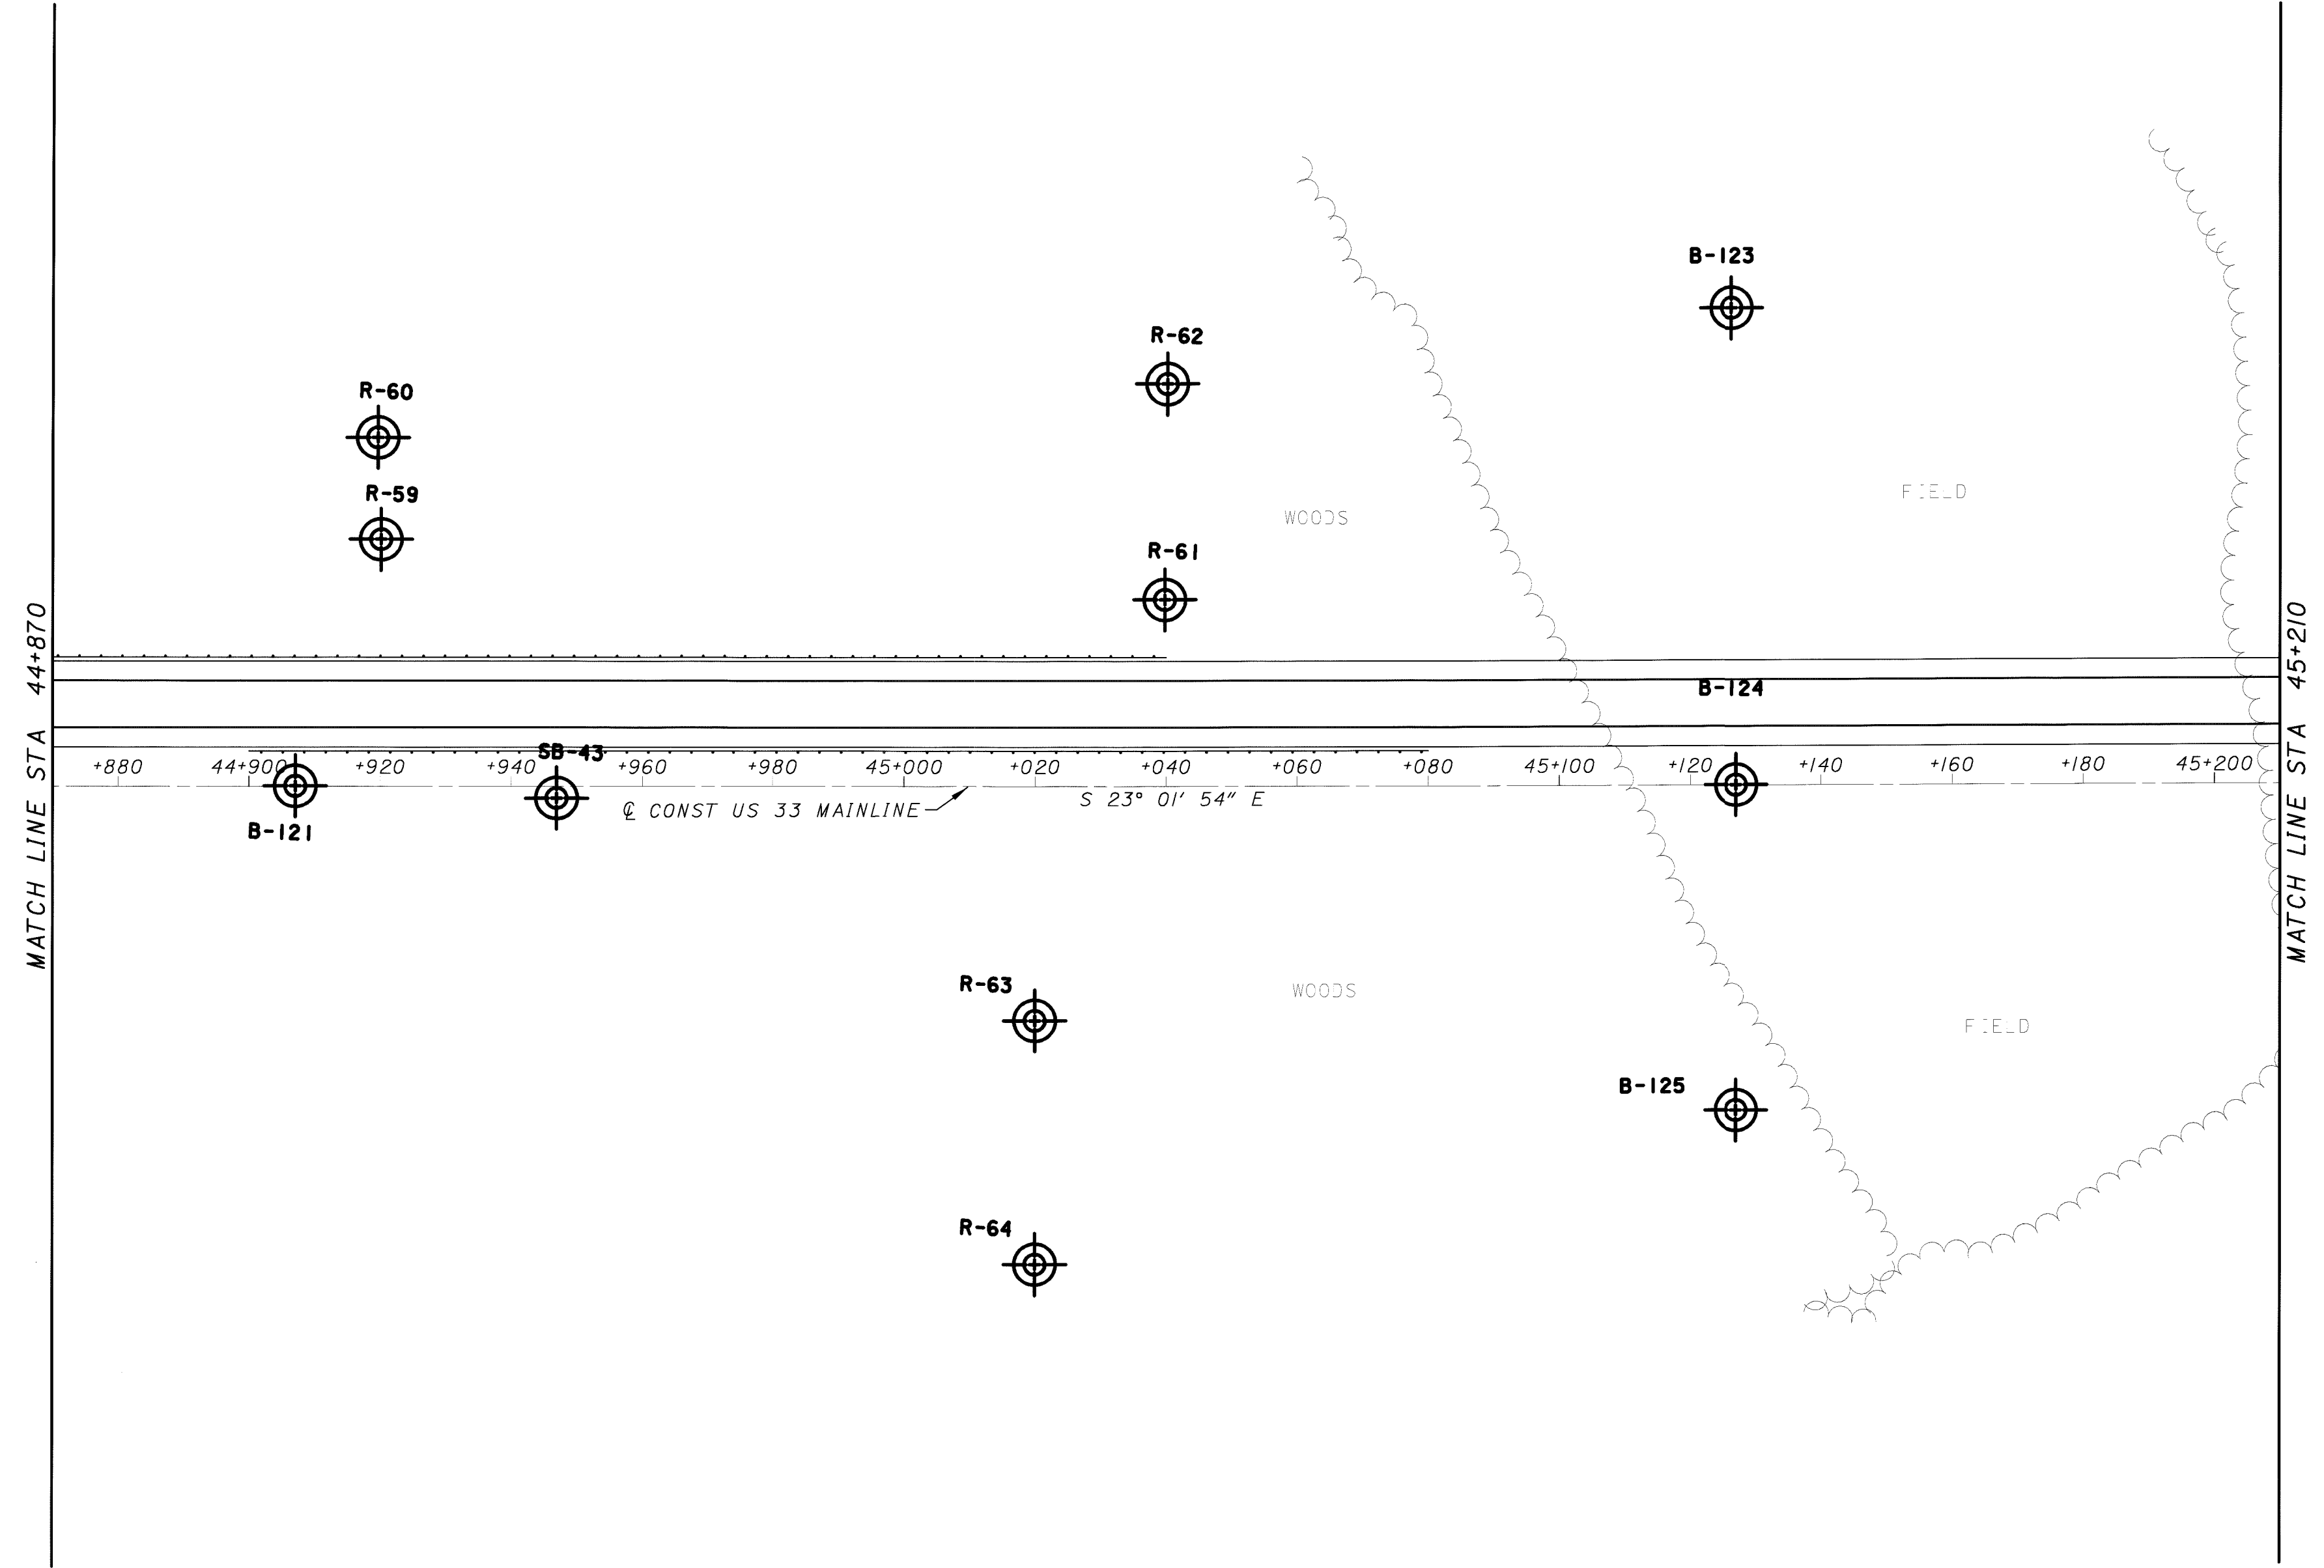 B-123
R-62
R-60
R-59
FIELD
WOODS
R-61
MATCH LINE STA 44+870
MATCH LINE STA 45+210
B-124
SB-43
+880 44+900 +920 +940 +960 +980 45+000 +020 +040 +060 +080 45+100 +120 +140 +160 +180 45+200
℄ CONST US 33 MAINLINE
S 23° 01' 54" E
B-121
R-63
WOODS
FIELD
B-125
R-64